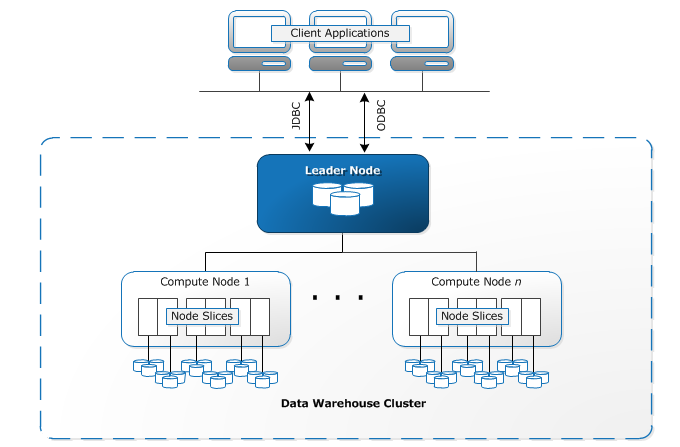 Client Applications
JDBC
ODBC
Leader Node
Compute Node 1
Compute Node n
. . .
Node Slices
Node Slices
Data Warehouse Cluster